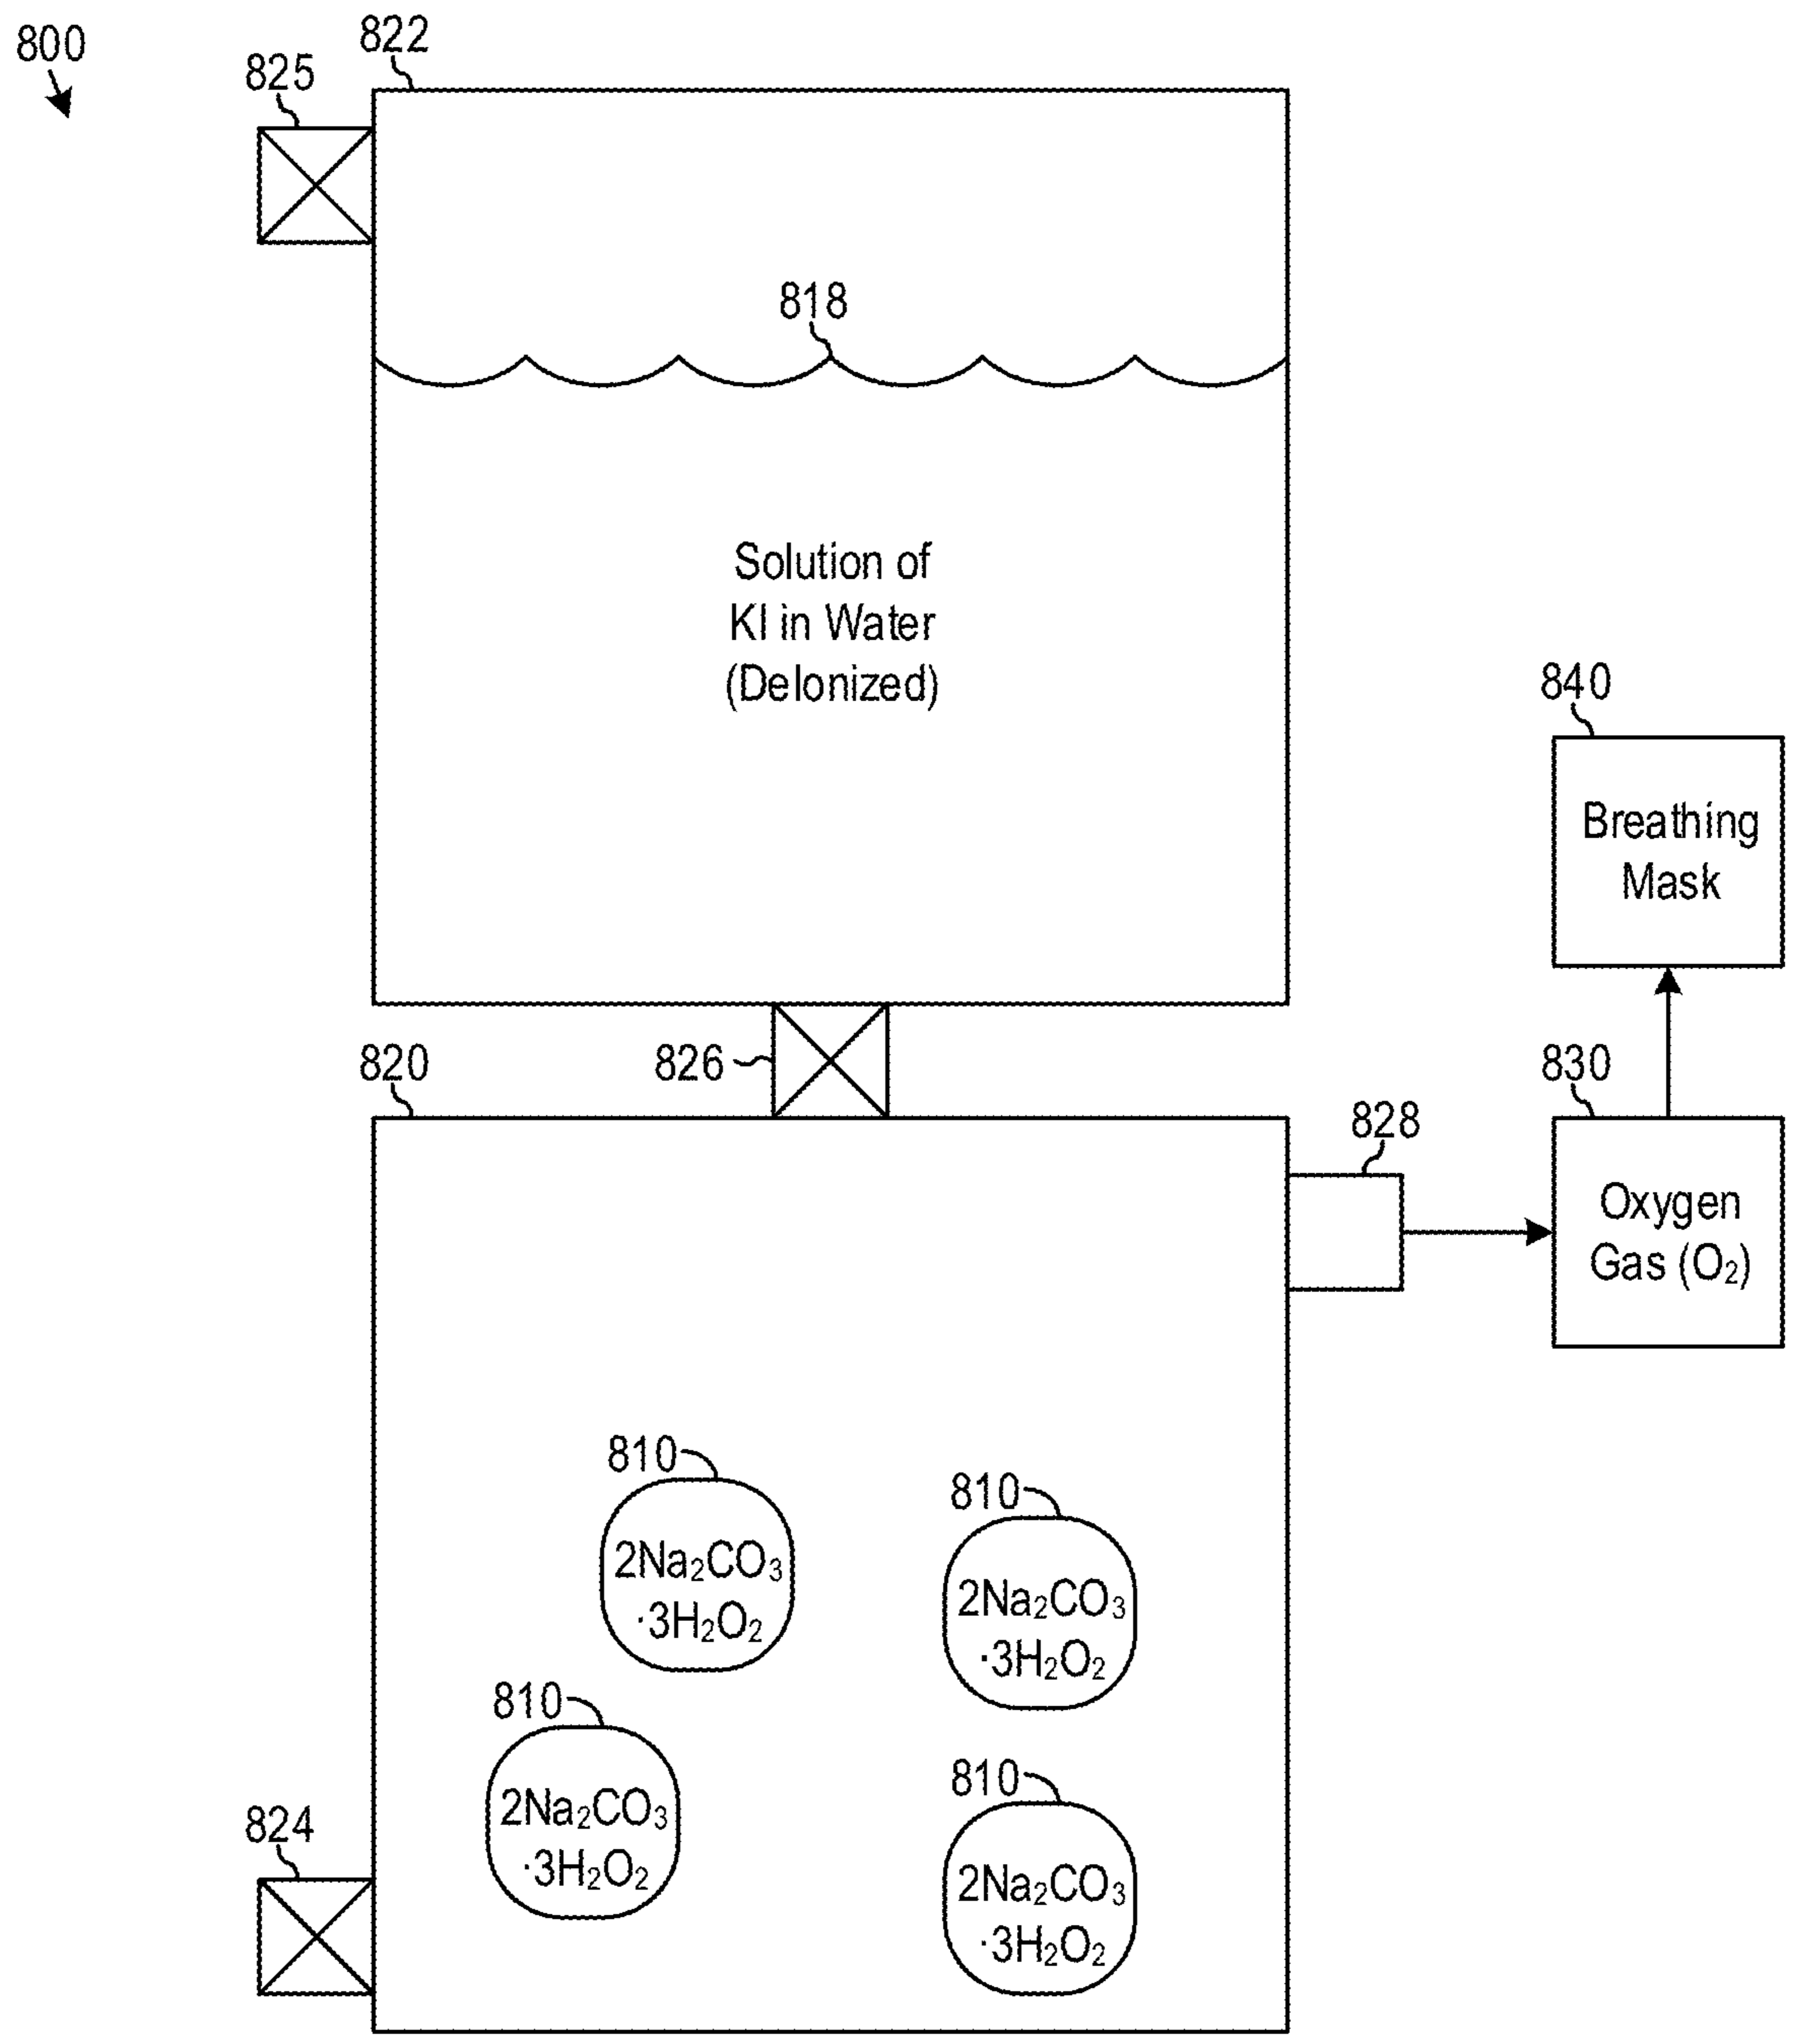 800
822
825
818
Solution of
KI in Water
(Delonized)
840
Breathing
Mask
826
820
830
828
Oxygen
Gas (O₂)
810
2Na₂CO₃
·3H₂O₂
810
2Na₂CO₃
·3H₂O₂
810
2Na₂CO₃
·3H₂O₂
810
2Na₂CO₃
·3H₂O₂
824